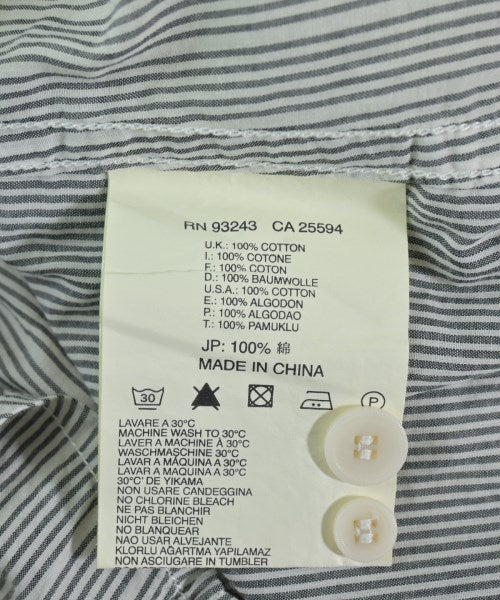 RN 93243 CA 25594
U.K.: 100% COTTON
I.: 100% COTONE
F.: 100% COTON
D.: 100% BAUMWOLLE
U.S.A.: 100% COTTON
E.: 100% ALGODON
P.: 100% ALGODAO
T.: 100% PAMUKLU
JP: 100% 綿
MADE IN CHINA
30 P
LAVARE A 30°C
MACHINE WASH TO 30°C
LAVER A MACHINE À 30°C
WASCHMASCHINE 30°C
LAVAR A MÁQUINA A 30°C
LAVAR A MAQUINA A 30°C
30°C' DE YIKAMA
NON USARE CANDEGGINA
NO CHLORINE BLEACH
NE PAS BLANCHIR
NICHT BLEICHEN
NO BLANQUEAR
NAO USAR ALVEJANTE
KLORLU AĞARTMA YAPILAMAZ
NON ASCIUGARE IN TUMBLER